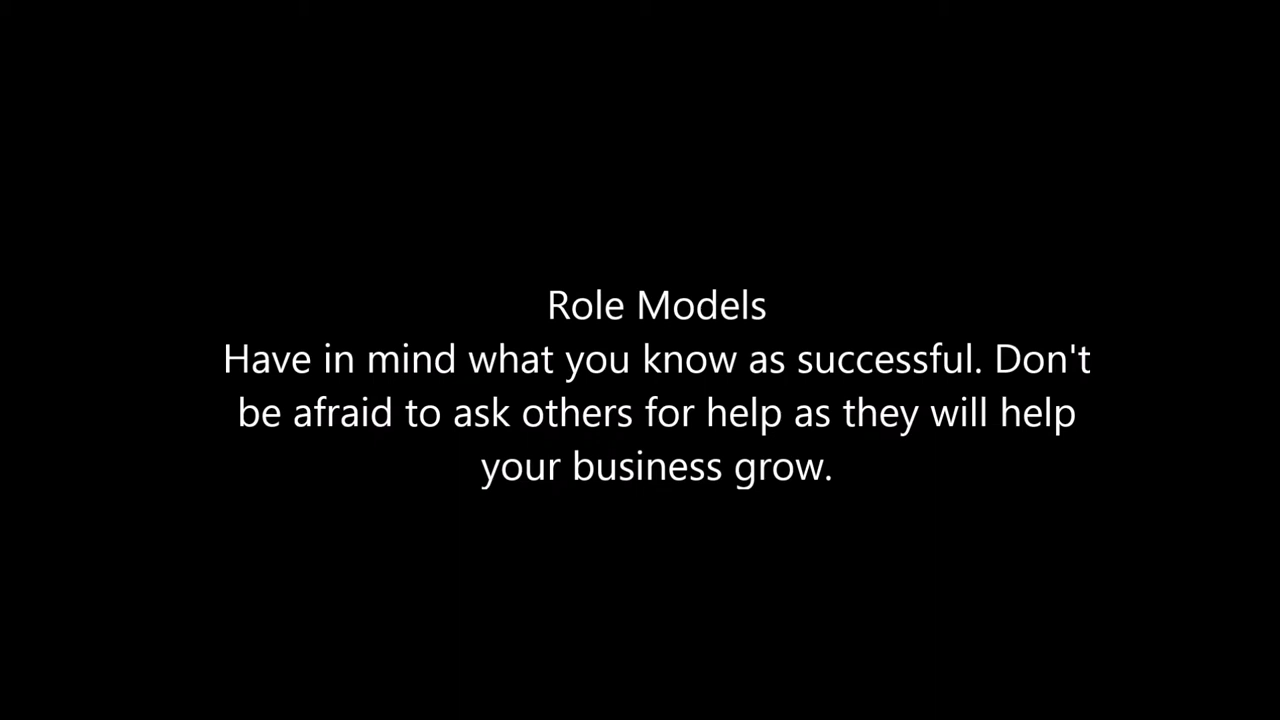 Role Models
Have in mind what you know as successful. Don't
be afraid to ask others for help as they will help
your business grow.